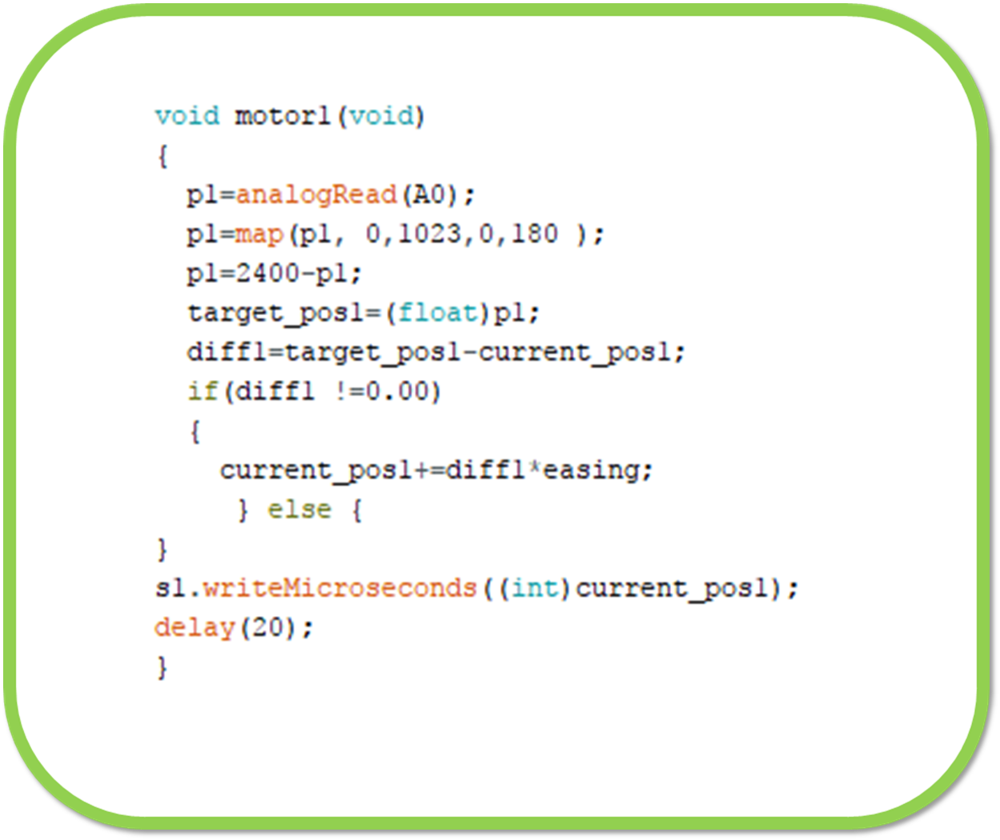 void motor1(void)
{
p1=analogRead(A0);
p1=map(p1, 0,1023,0,180 );
p1=2400-p1;
target_pos1=(float)p1;
diff1=target_pos1-current_pos1;
if(diff1 !=0.00)
{
current_pos1+=diff1*easing;
} else {
}
s1.writeMicroseconds((int)current_pos1);
delay(20);
}